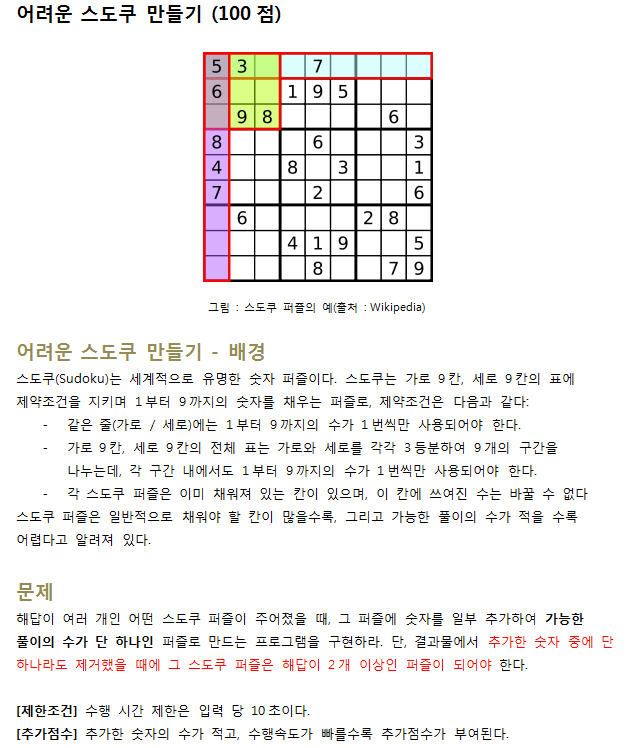 어려운 스도쿠 만들기 (100점)
5 3 7
6 1 9 5
9 8 6
8 6 3
4 8 3 1
7 2 6
6 2 8
4 1 9 5
8 7 9
그림 : 스도쿠 퍼즐의 예(출처 : Wikipedia)
어려운 스도쿠 만들기 - 배경
스도쿠(Sudoku)는 세계적으로 유명한 숫자 퍼즐이다. 스도쿠는 가로 9칸, 세로 9칸의 표에
제약조건을 지키며 1부터 9까지의 숫자를 채우는 퍼즐로, 제약조건은 다음과 같다:
- 같은 줄(가로 / 세로)에는 1부터 9까지의 수가 1번씩만 사용되어야 한다.
- 가로 9칸, 세로 9칸의 전체 표는 가로와 세로를 각각 3등분하여 9개의 구간을
나누는데, 각 구간 내에서도 1부터 9까지의 수가 1번씩만 사용되어야 한다.
- 각 스도쿠 퍼즐은 이미 채워져 있는 칸이 있으며, 이 칸에 쓰여진 수는 바꿀 수 없다
스도쿠 퍼즐은 일반적으로 채워야 할 칸이 많을수록, 그리고 가능한 풀이의 수가 적을 수록
어렵다고 알려져 있다.
문제
해답이 여러 개인 어떤 스도쿠 퍼즐이 주어졌을 때, 그 퍼즐에 숫자를 일부 추가하여 가능한
풀이의 수가 단 하나인 퍼즐로 만드는 프로그램을 구현하라. 단, 결과물에서 추가한 숫자 중에 단
하나라도 제거했을 때에 그 스도쿠 퍼즐은 해답이 2개 이상인 퍼즐이 되어야 한다.
[제한조건] 수행 시간 제한은 입력 당 10초이다.
[추가점수] 추가한 숫자의 수가 적고, 수행속도가 빠를수록 추가점수가 부여된다.